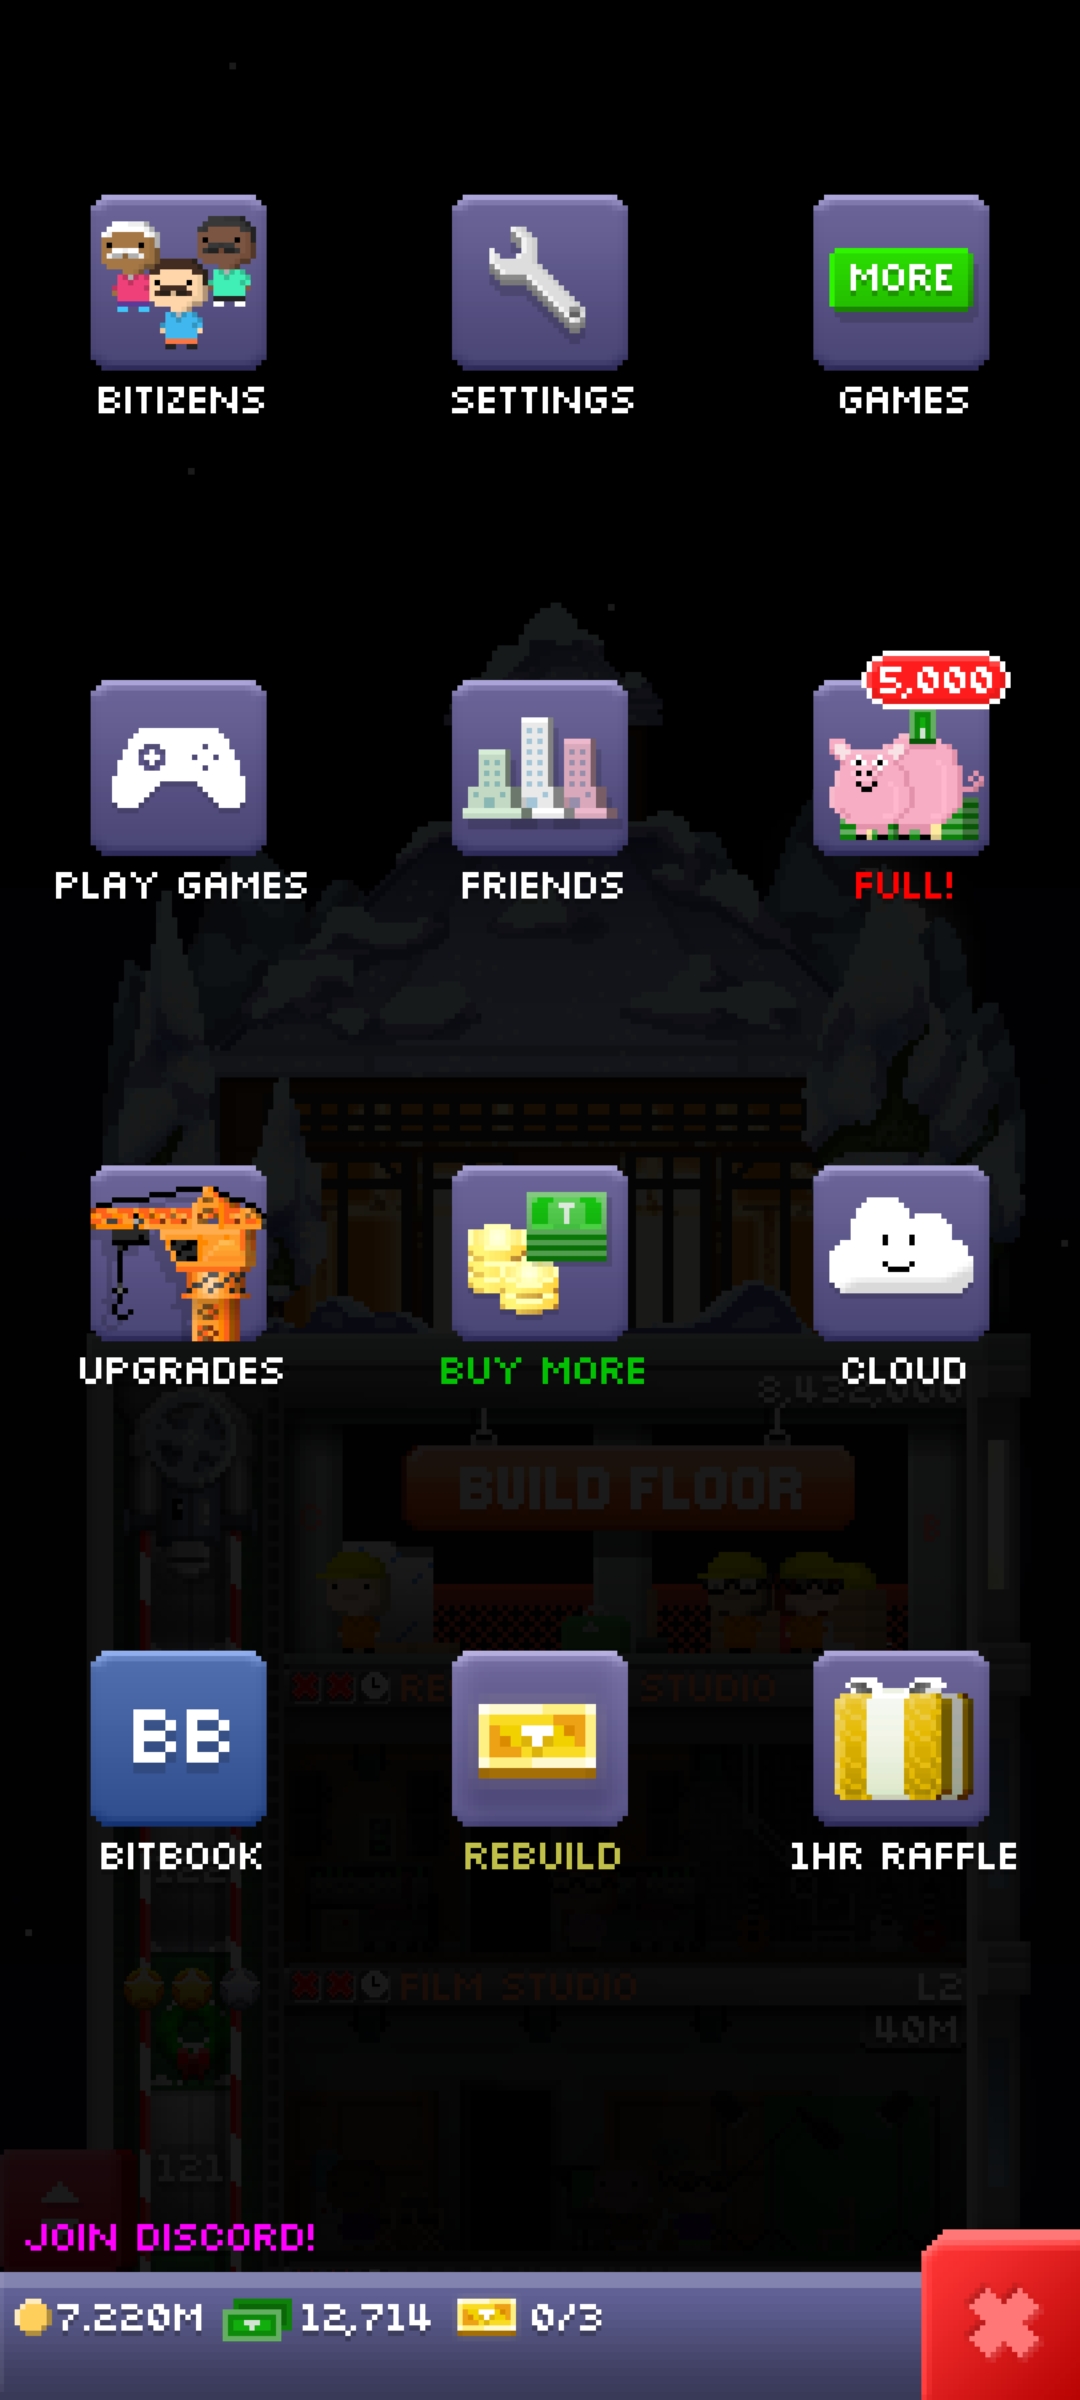 BITIZENS SETTINGS MORE GAMES
PLAY GAMES FRIENDS 5,000 FULL!
UPGRADES T BUY MORE CLOUD
8,432,000
BUILD FLOOR
STUDIO
BB
BITBOOK REBUILD 1HR RAFFLE
122
FILM STUDIO L2
40M
121
JOIN DISCORD!
7.220M 12,714 0/3